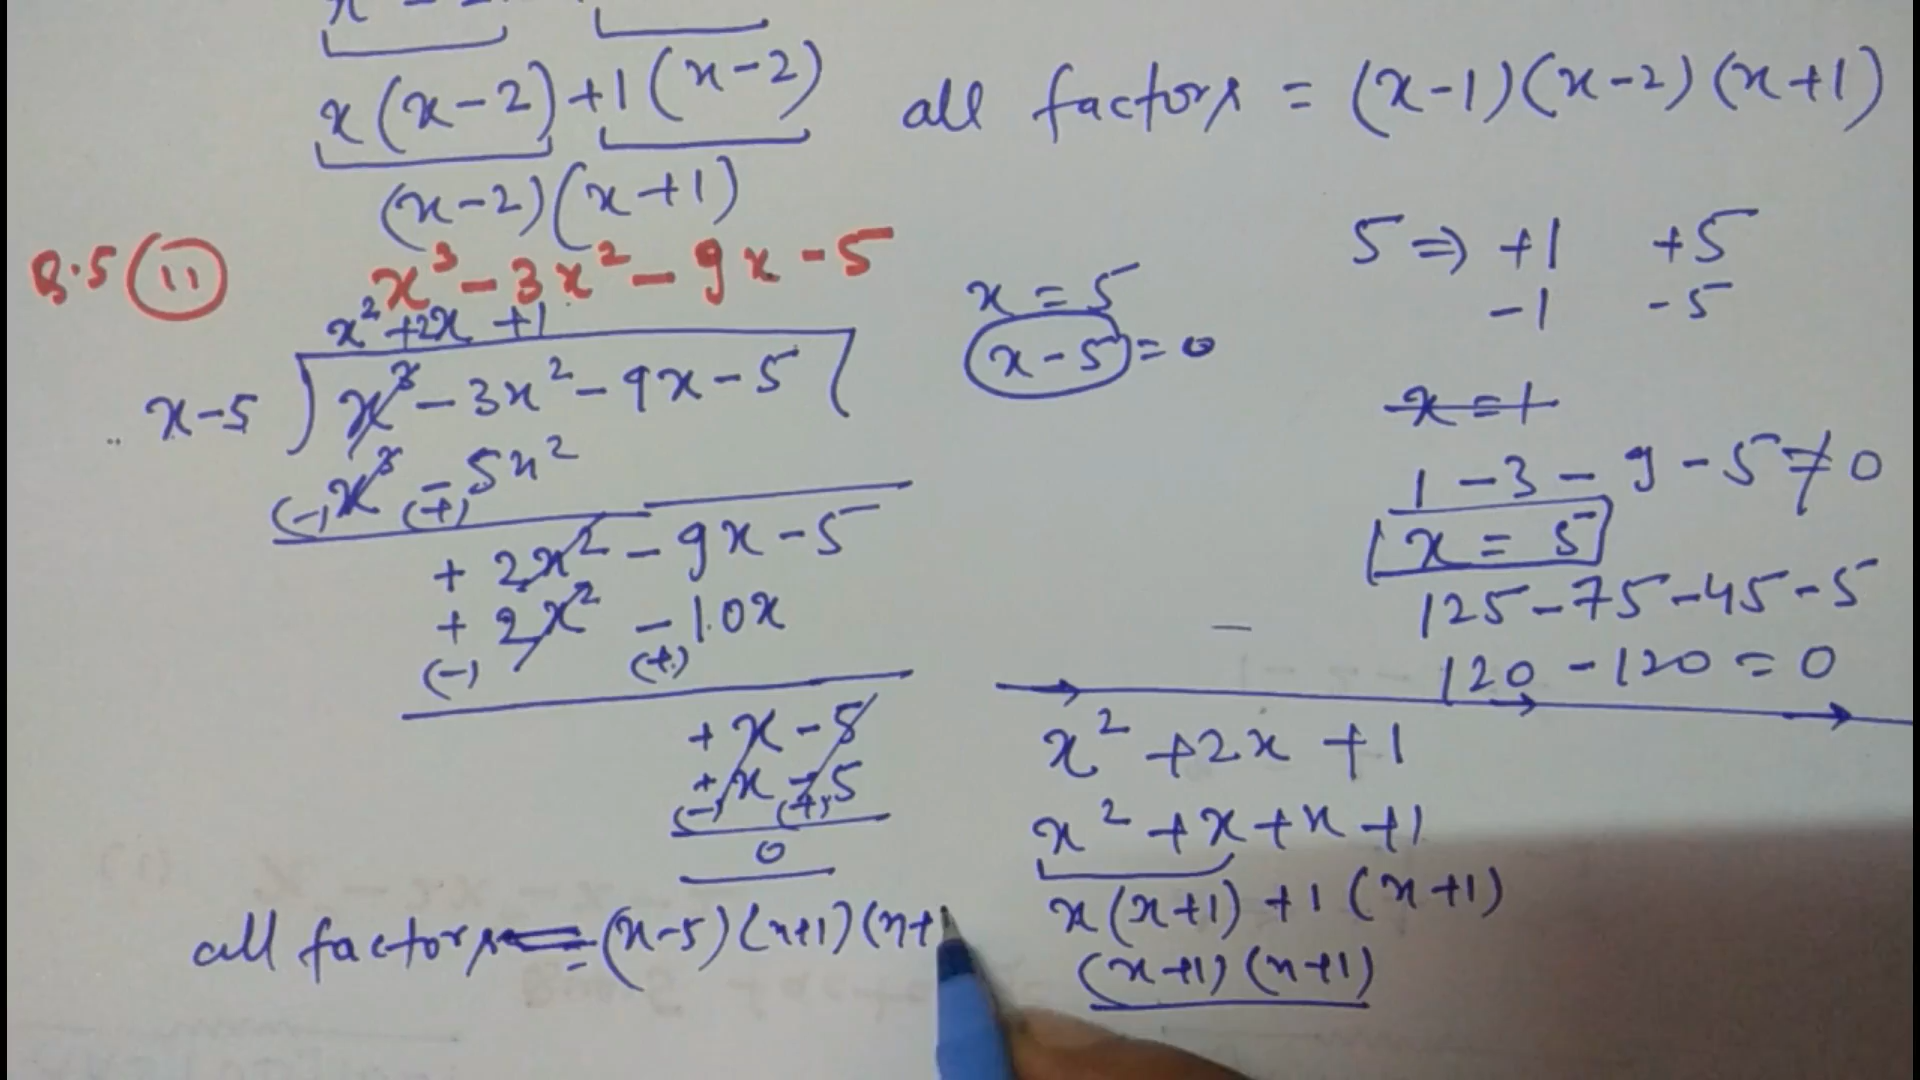 x(x-2)+1(x-2)
(x-2)(x+1)
all factors = (x-1)(x-2)(x+1)
Q.5 (ii) x³-3x²-9x-5
x²+2x+1
x-5) x³-3x²-9x-5
x³-5x²
(-) (+)
+2x²-9x-5
+2x²-10x
(-) (+)
+x-5
+x-5
(-) (+)
0
all factors = (x-5)(x+1)(x+1
x=5
(x-5)=0
5⇒ +1 +5
-1 -5
x=1
1-3-9-5≠0
x=5
125-75-45-5
120-120=0
x²+2x+1
x²+x+x+1
x(x+1)+1(x+1)
(x+1)(x+1)